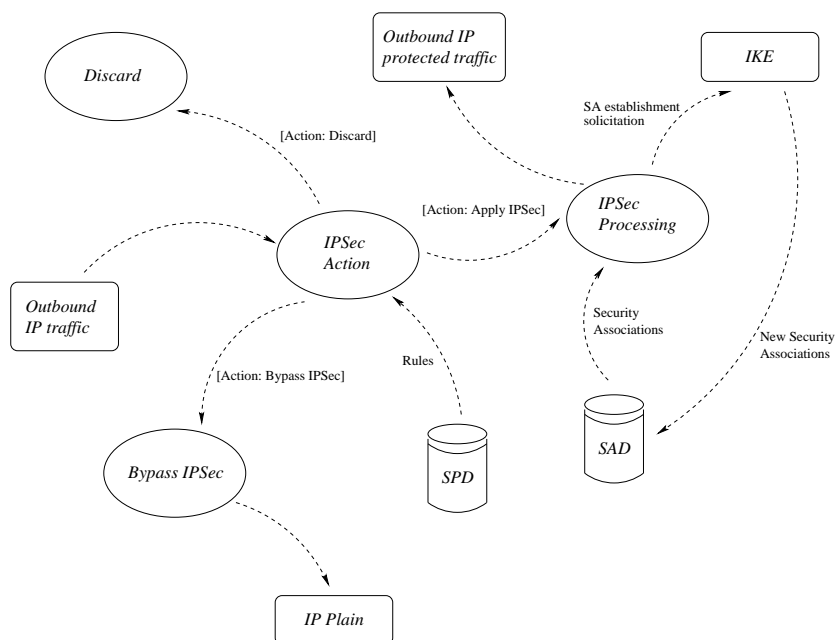 Outbound IP
protected traffic
IKE
Discard
SA establishment
solicitation
[Action: Discard]
[Action: Apply IPSec]
IPSec
Processing
IPSec
Action
Outbound
IP traffic
Security
Associations
New Security
Associations
Rules
[Action: Bypass IPSec]
SAD
Bypass IPSec
SPD
IP Plain